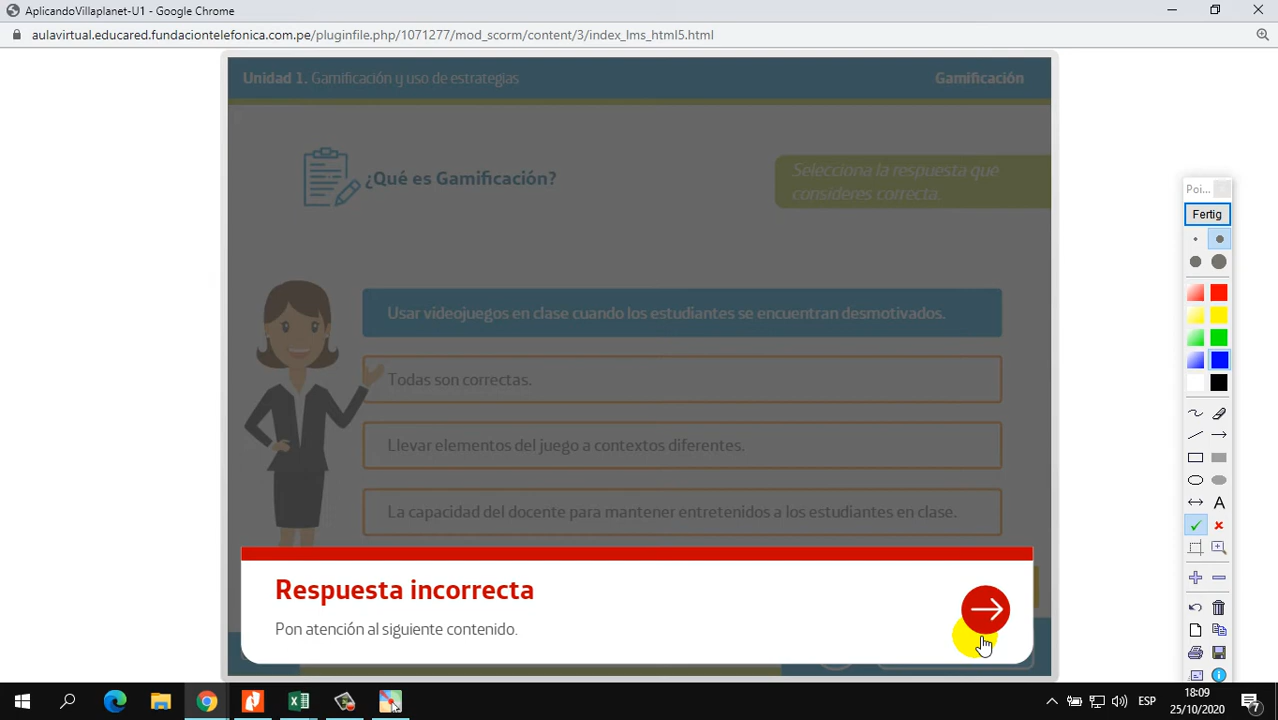 AplicandoVillaplanet-U1 - Google Chrome
aulavirtual.educared.fundaciontelefonica.com.pe/pluginfile.php/1071277/mod_scorm/content/3/index_lms_html5.html
Unidad 1. Gamificación y uso de estrategias
Gamificación
¿Qué es Gamificación?
Selecciona la respuesta que
consideres correcta.
Usar videojuegos en clase cuando los estudiantes se encuentran desmotivados.
Todas son correctas.
Llevar elementos del juego a contextos diferentes.
La capacidad del docente para mantener entretenidos a los estudiantes en clase.
Respuesta incorrecta
Pon atención al siguiente contenido.
Poi...
Fertig
A
ESP
18:09
25/10/2020
7